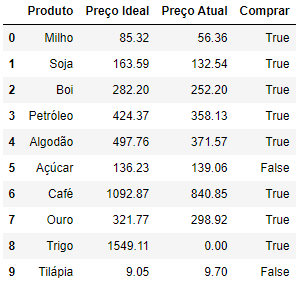 Produto Preço Ideal Preço Atual Comprar
0 Milho 85.32 56.36 True
1 Soja 163.59 132.54 True
2 Boi 282.20 252.20 True
3 Petróleo 424.37 358.13 True
4 Algodão 497.76 371.57 True
5 Açúcar 136.23 139.06 False
6 Café 1092.87 840.85 True
7 Ouro 321.77 298.92 True
8 Trigo 1549.11 0.00 True
9 Tilápia 9.05 9.70 False